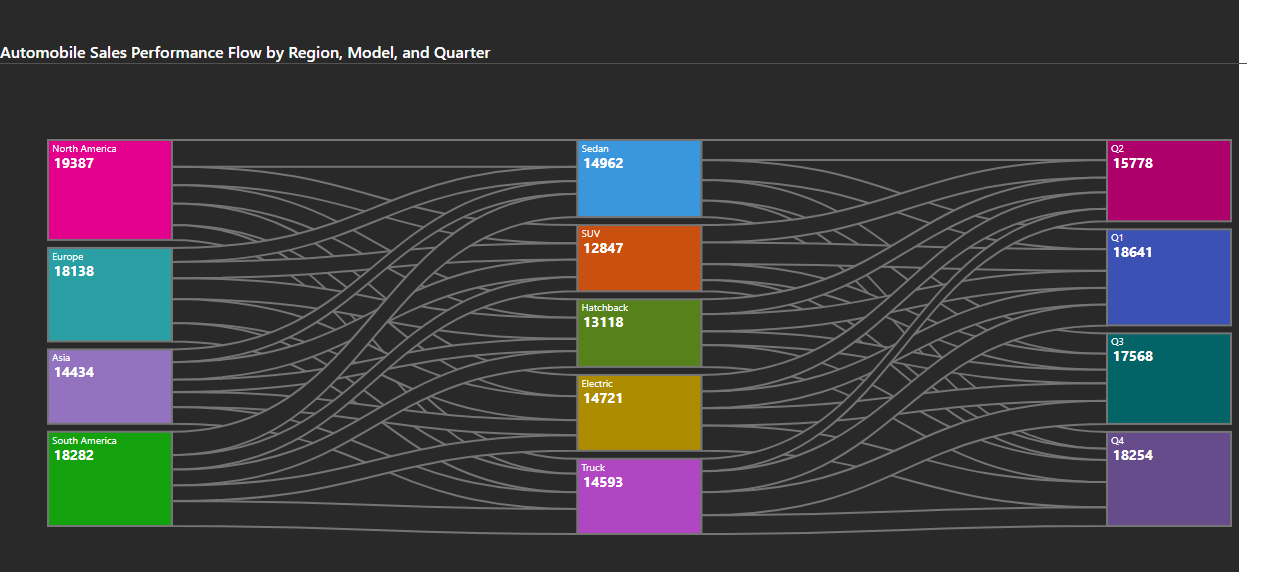 Automobile Sales Performance Flow by Region, Model, and Quarter
North America
19387
Sedan
14962
Q2
15778
SUV
12847
Q1
18641
Europe
18138
Hatchback
13118
Q3
17568
Asia
14434
Electric
14721
South America
18282
Q4
18254
Truck
14593